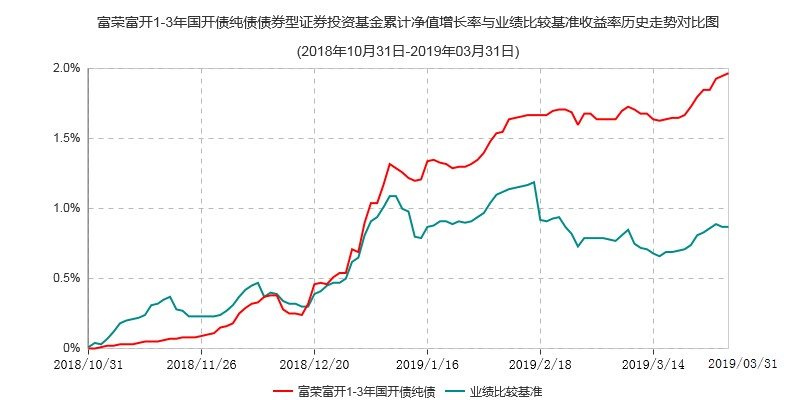 富荣富开1-3年国开债纯债债券型证券投资基金累计净值增长率与业绩比较基准收益率历史走势对比图
(2018年10月31日-2019年03月31日)
2.0%
1.5%
1.0%
0.5%
0%
2018/10/31 2018/11/26 2018/12/20 2019/1/16 2019/2/18 2019/3/14 2019/03/31
富荣富开1-3年国开债纯债 业绩比较基准